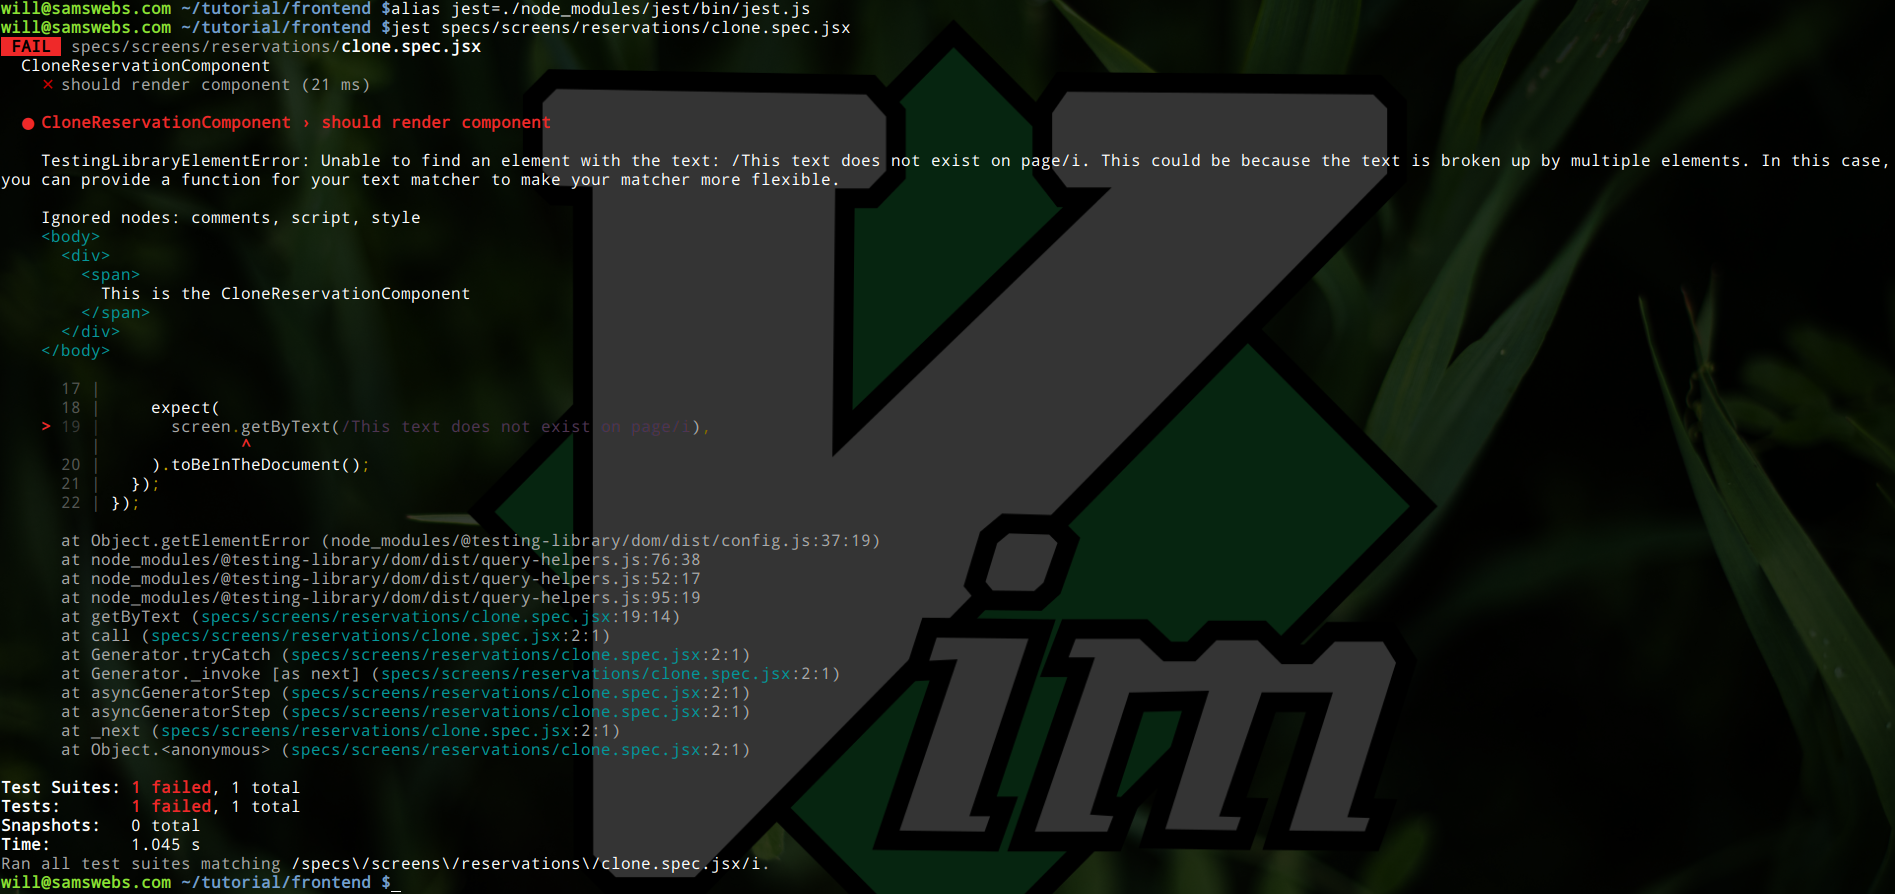 will@samswebs.com ~/tutorial/frontend $alias jest=./node_modules/jest/bin/jest.js
will@samswebs.com ~/tutorial/frontend $jest specs/screens/reservations/clone.spec.jsx
FAIL specs/screens/reservations/clone.spec.jsx
CloneReservationComponent
✕ should render component (21 ms)
● CloneReservationComponent › should render component
TestingLibraryElementError: Unable to find an element with the text: /This text does not exist on page/i. This could be because the text is broken up by multiple elements. In this case,
you can provide a function for your text matcher to make your matcher more flexible.
Ignored nodes: comments, script, style
<body>
<div>
<span>
This is the CloneReservationComponent
</span>
</div>
</body>
17 |
18 | expect(
> 19 | screen.getByText(/This text does not exist on page/i),
| ^
20 | ).toBeInTheDocument();
21 | });
22 | });
at Object.getElementError (node_modules/@testing-library/dom/dist/config.js:37:19)
at node_modules/@testing-library/dom/dist/query-helpers.js:76:38
at node_modules/@testing-library/dom/dist/query-helpers.js:52:17
at node_modules/@testing-library/dom/dist/query-helpers.js:95:19
at getByText (specs/screens/reservations/clone.spec.jsx:19:14)
at call (specs/screens/reservations/clone.spec.jsx:2:1)
at Generator.tryCatch (specs/screens/reservations/clone.spec.jsx:2:1)
at Generator._invoke [as next] (specs/screens/reservations/clone.spec.jsx:2:1)
at asyncGeneratorStep (specs/screens/reservations/clone.spec.jsx:2:1)
at asyncGeneratorStep (specs/screens/reservations/clone.spec.jsx:2:1)
at _next (specs/screens/reservations/clone.spec.jsx:2:1)
at Object.<anonymous> (specs/screens/reservations/clone.spec.jsx:2:1)
Test Suites: 1 failed, 1 total
Tests: 1 failed, 1 total
Snapshots: 0 total
Time: 1.045 s
Ran all test suites matching /specs\/screens\/reservations\/clone.spec.jsx/i.
will@samswebs.com ~/tutorial/frontend $_
Vim